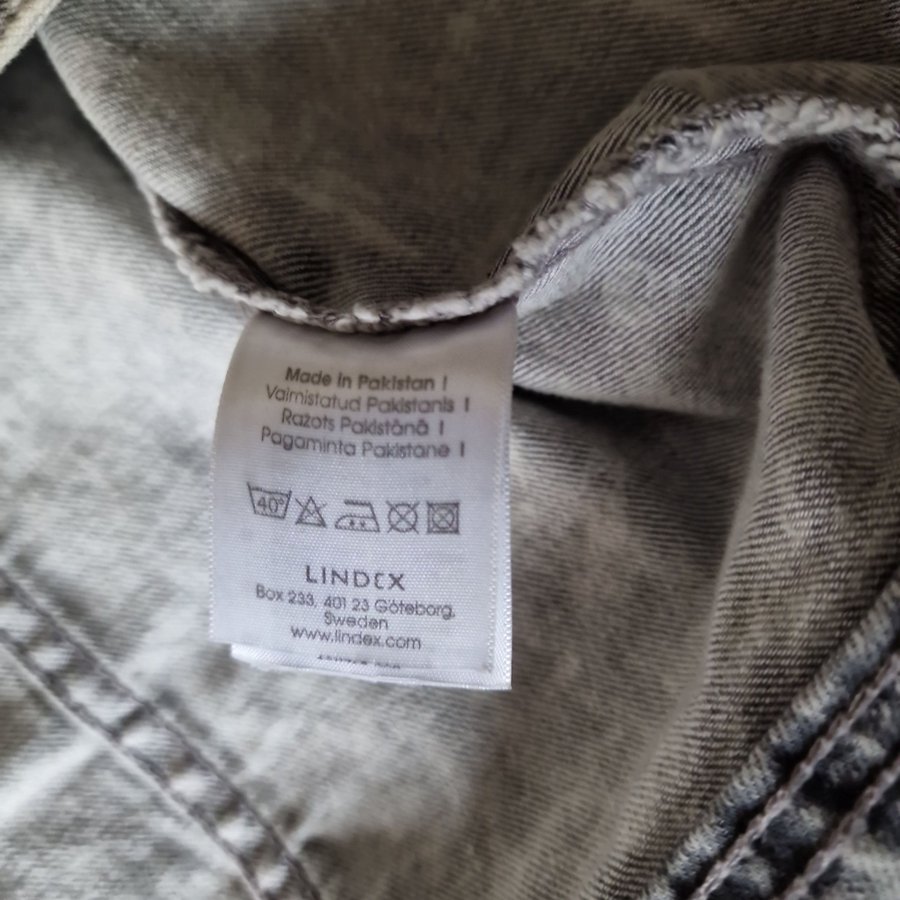 Made in Pakistan |
Valmistatud Pakistanis |
Ražots Pakistānā |
Pagaminta Pakistane |
40°
LINDEX
Box 233, 401 23 Göteborg,
Sweden
www.lindex.com